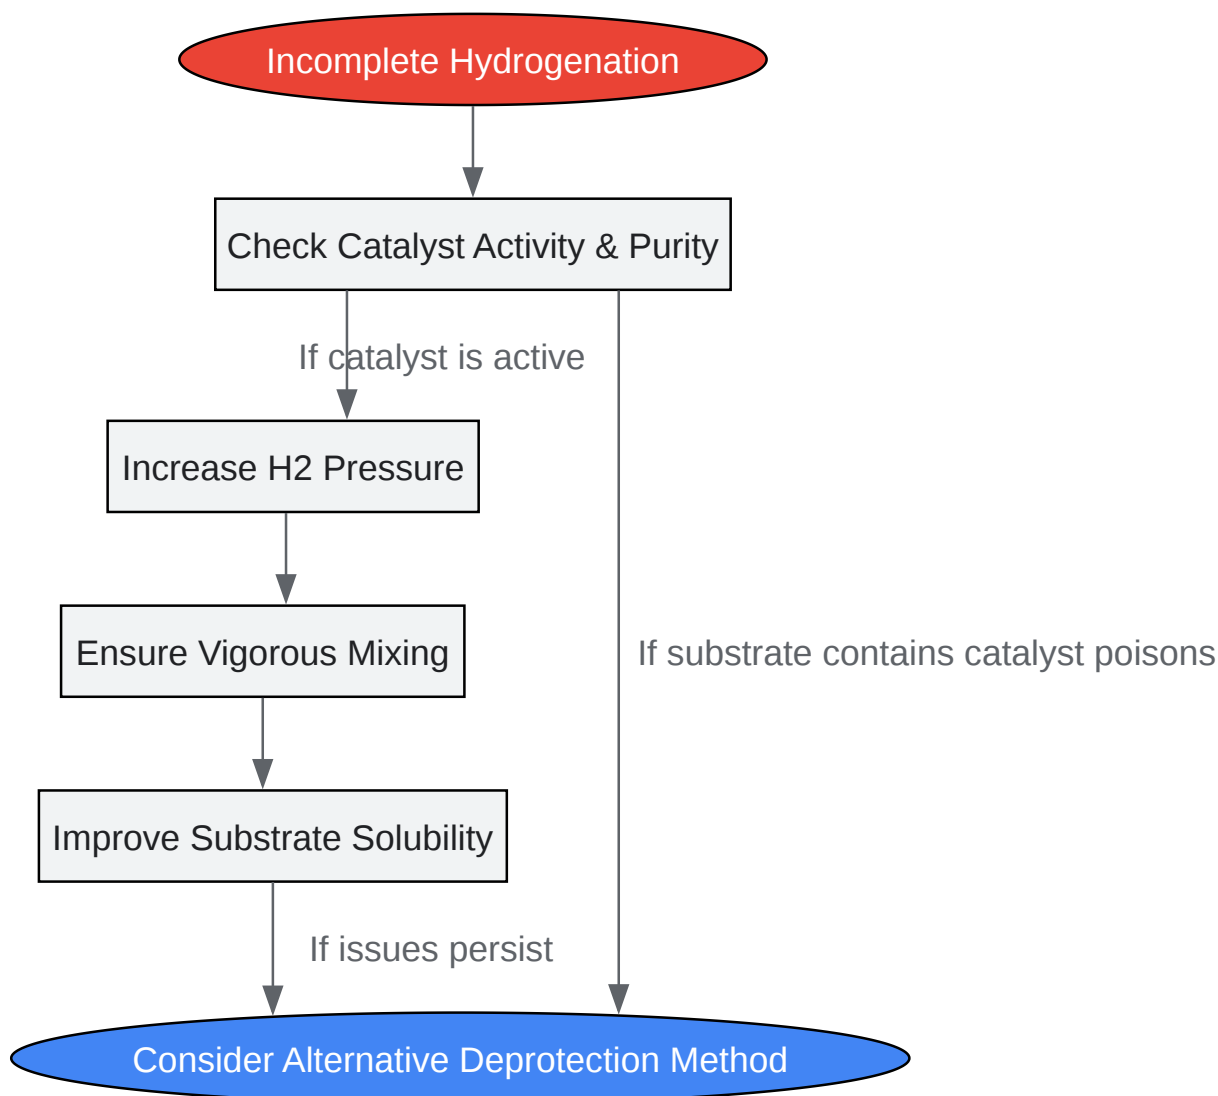 Incomplete Hydrogenation
Check Catalyst Activity & Purity
If catalyst is active
Increase H2 Pressure
Ensure Vigorous Mixing
If substrate contains catalyst poisons
Improve Substrate Solubility
If issues persist
Consider Alternative Deprotection Method